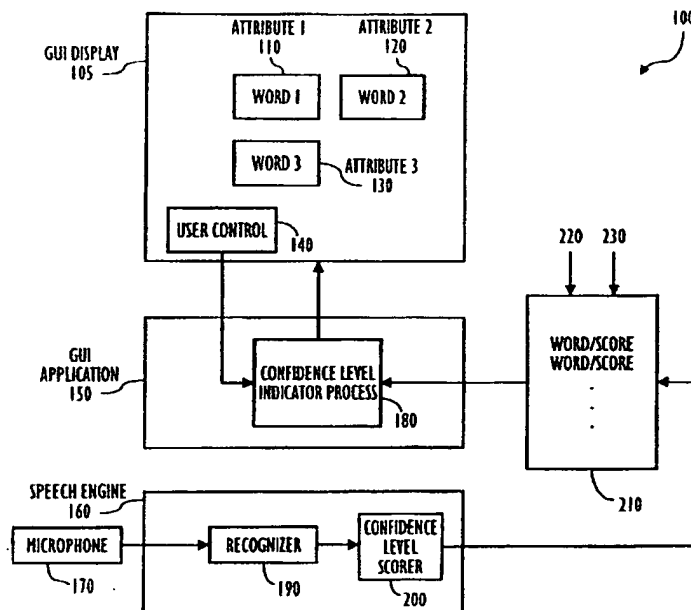 100
ATTRIBUTE 1
110
ATTRIBUTE 2
120
GUI DISPLAY
105
WORD 1
WORD 2
WORD 3
ATTRIBUTE 3
130
USER CONTROL
140
220
230
GUI
APPLICATION
150
CONFIDENCE LEVEL
INDICATOR PROCESS
180
WORD/SCORE
WORD/SCORE
.
.
.
210
SPEECH ENGINE
160
MICROPHONE
170
RECOGNIZER
190
CONFIDENCE
LEVEL
SCORER
200